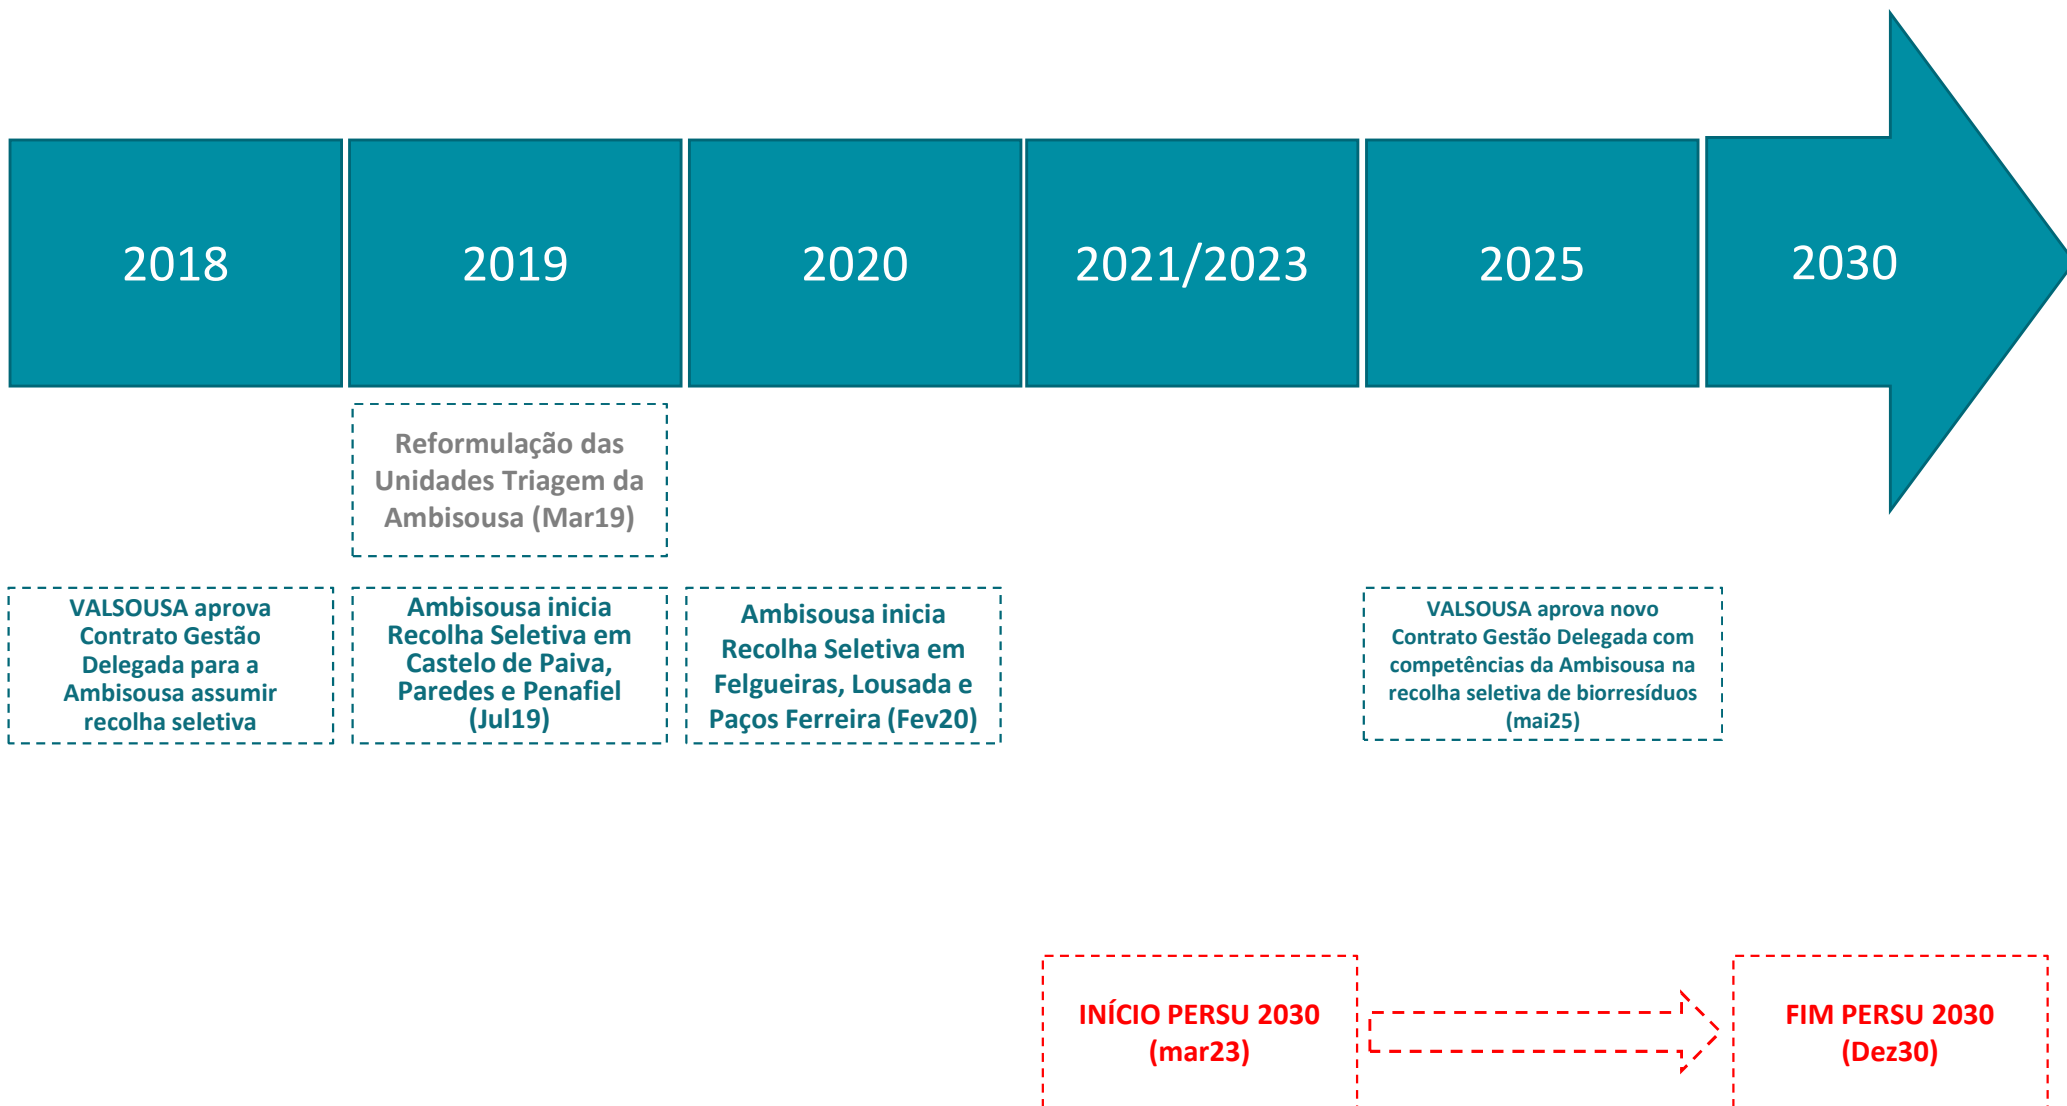 2018
2019
2020
2021/2023
2025
2030
Reformulação das
Unidades Triagem da
Ambisousa (Mar19)
VALSOUSA aprova
Contrato Gestão
Delegada para a
Ambisousa assumir
recolha seletiva
Ambisousa inicia
Recolha Seletiva em
Castelo de Paiva,
Paredes e Penafiel
(Jul19)
Ambisousa inicia
Recolha Seletiva em
Felgueiras, Lousada e
Paços Ferreira (Fev20)
VALSOUSA aprova novo
Contrato Gestão Delegada com
competências da Ambisousa na
recolha seletiva de biorresíduos
(mai25)
INÍCIO PERSU 2030
(mar23)
FIM PERSU 2030
(Dez30)